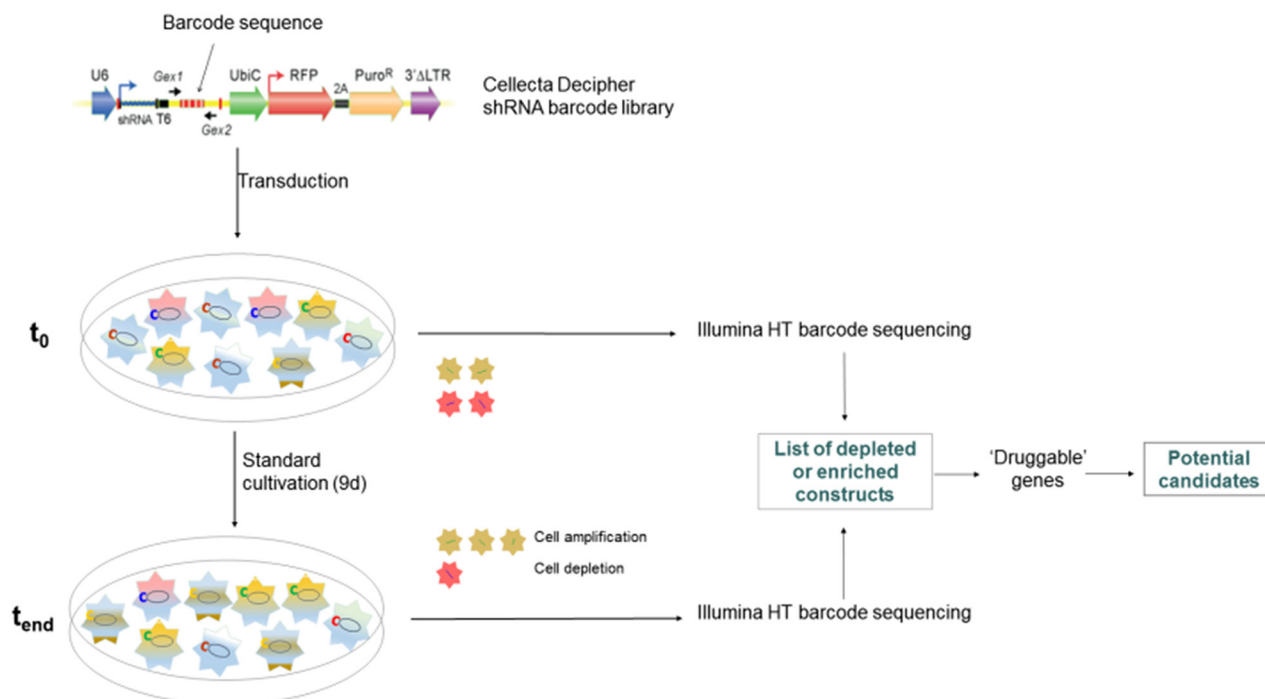 Barcode sequence
U6
Gex1
UbiC
RFP
2A
Puro^R
3'ΔLTR
shRNA
T6
Gex2
Cellecta Decipher
shRNA barcode library
Transduction
t0
Illumina HT barcode sequencing
Standard
cultivation (9d)
List of depleted
or enriched
constructs
'Druggable'
genes
Potential
candidates
Cell amplification
Cell depletion
tend
Illumina HT barcode sequencing